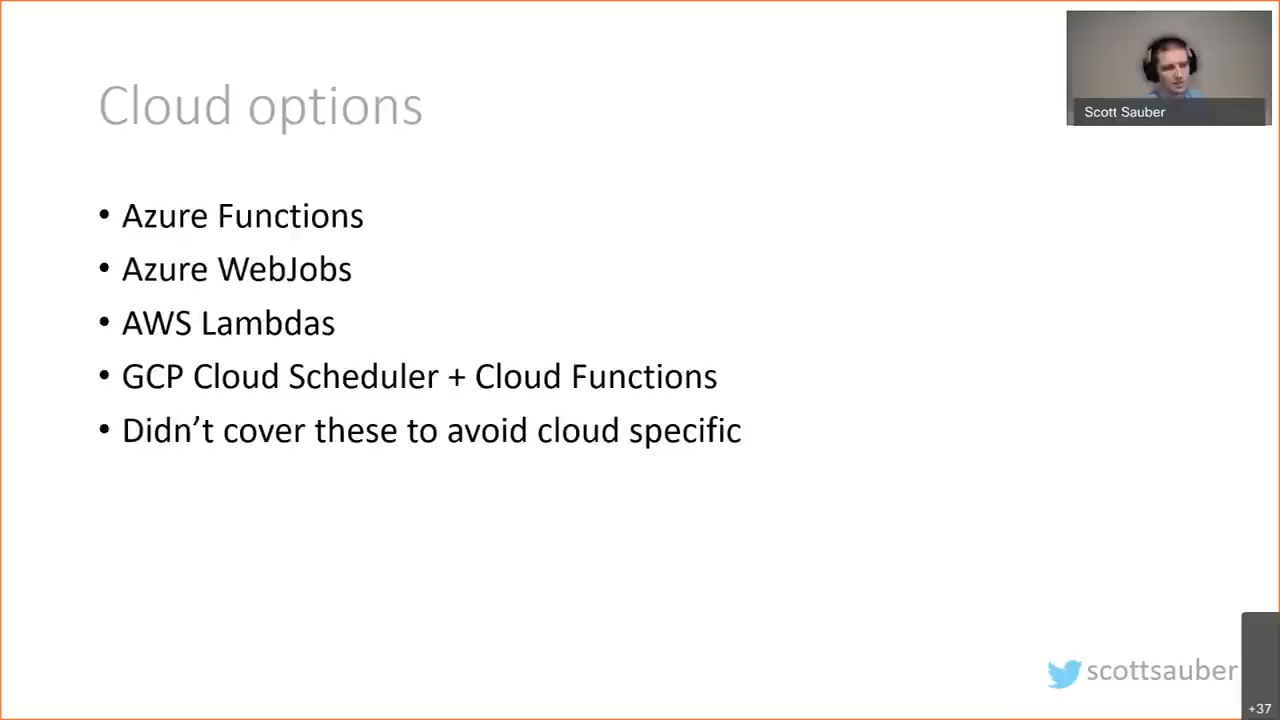 Cloud options
Scott Sauber
• Azure Functions
• Azure WebJobs
• AWS Lambdas
• GCP Cloud Scheduler + Cloud Functions
• Didn’t cover these to avoid cloud specific
scottsauber
+37